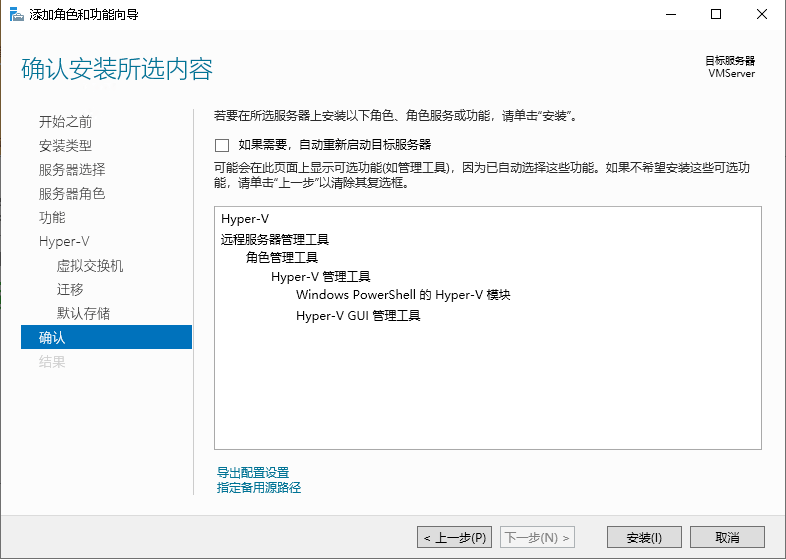 添加角色和功能向导
确认安装所选内容
目标服务器
VMServer
开始之前
安装类型
服务器选择
服务器角色
功能
Hyper-V
虚拟交换机
迁移
默认存储
确认
结果
若要在所选服务器上安装以下角色、角色服务或功能，请单击“安装”。
如果需要，自动重新启动目标服务器
可能会在此页面上显示可选功能(如管理工具)，因为已自动选择这些功能。如果不希望安装这些可选功
能，请单击“上一步”以清除其复选框。
Hyper-V
远程服务器管理工具
角色管理工具
Hyper-V 管理工具
Windows PowerShell 的 Hyper-V 模块
Hyper-V GUI 管理工具
导出配置设置
指定备用源路径
< 上一步(P)
下一步(N) >
安装(I)
取消